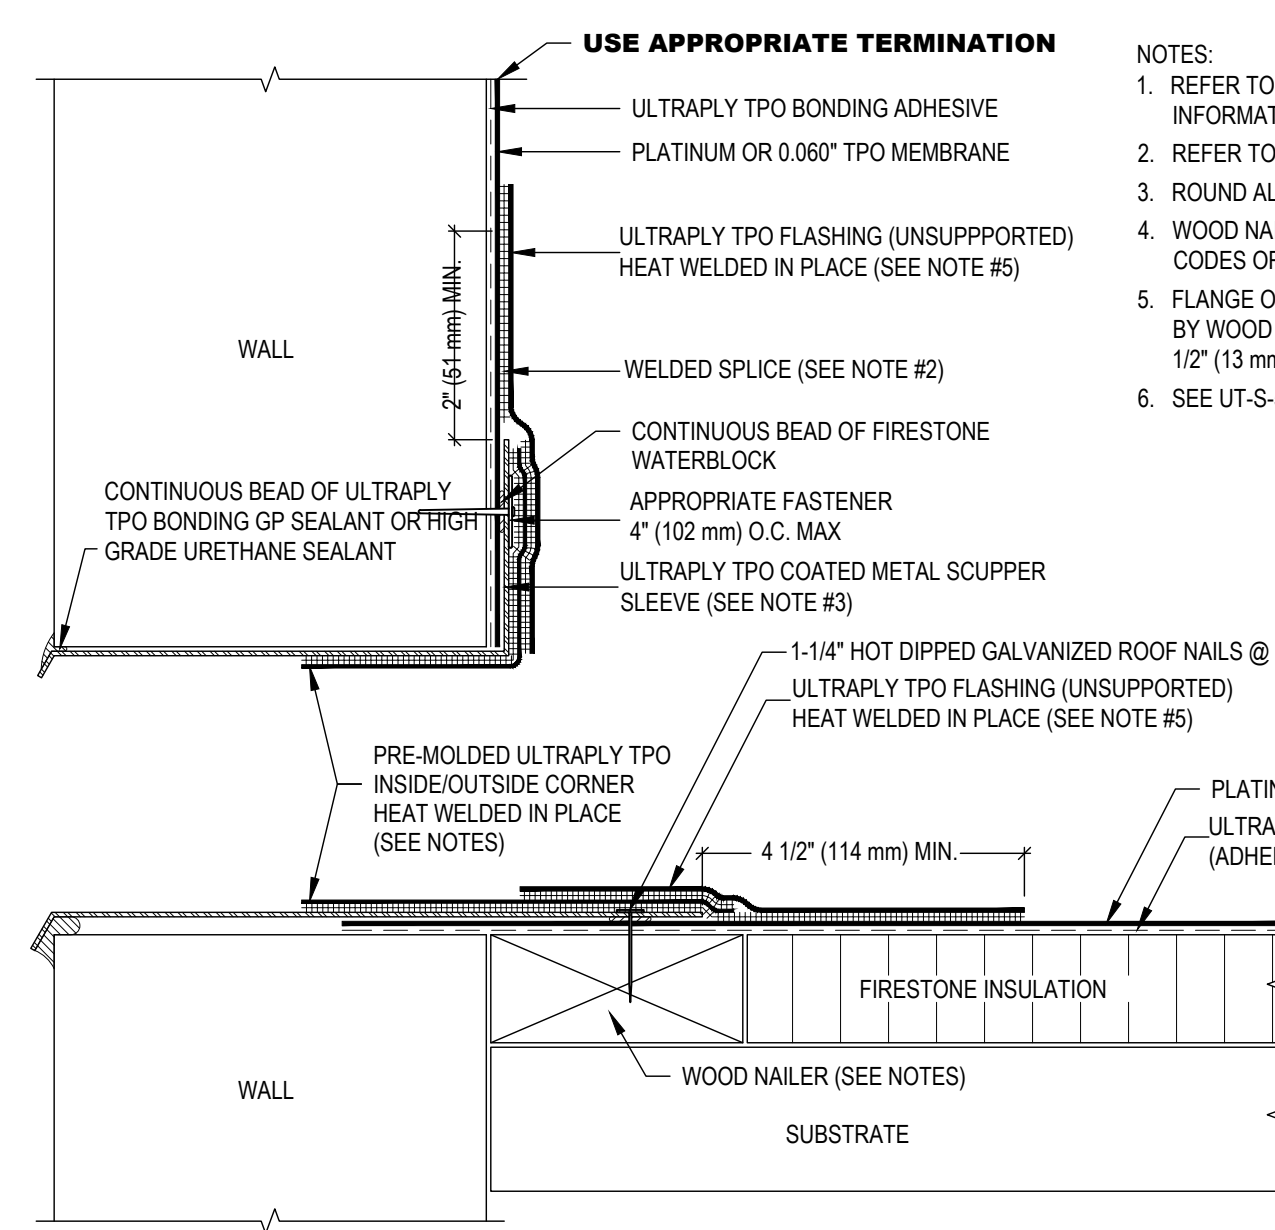 USE APPROPRIATE TERMINATION
ULTRAPLY TPO BONDING ADHESIVE
PLATINUM OR 0.060" TPO MEMBRANE
ULTRAPLY TPO FLASHING (UNSUPPPORTED)
HEAT WELDED IN PLACE (SEE NOTE #5)
2" (51 mm) MIN.
WALL
WELDED SPLICE (SEE NOTE #2)
CONTINUOUS BEAD OF FIRESTONE
WATERBLOCK
CONTINUOUS BEAD OF ULTRAPLY
TPO BONDING GP SEALANT OR HIGH
GRADE URETHANE SEALANT
APPROPRIATE FASTENER
4" (102 mm) O.C. MAX
ULTRAPLY TPO COATED METAL SCUPPER
SLEEVE (SEE NOTE #3)
NOTES:
1. REFER TO
INFORMAT
2. REFER TO
3. ROUND AL
4. WOOD NA
CODES OF
5. FLANGE O
BY WOOD
1/2" (13 mm
6. SEE UT-S-
1-1/4" HOT DIPPED GALVANIZED ROOF NAILS @
ULTRAPLY TPO FLASHING (UNSUPPORTED)
HEAT WELDED IN PLACE (SEE NOTE #5)
PRE-MOLDED ULTRAPLY TPO
INSIDE/OUTSIDE CORNER
HEAT WELDED IN PLACE
(SEE NOTES)
PLATIN
ULTRA
(ADHE
4 1/2" (114 mm) MIN.
FIRESTONE INSULATION
WOOD NAILER (SEE NOTES)
WALL
SUBSTRATE